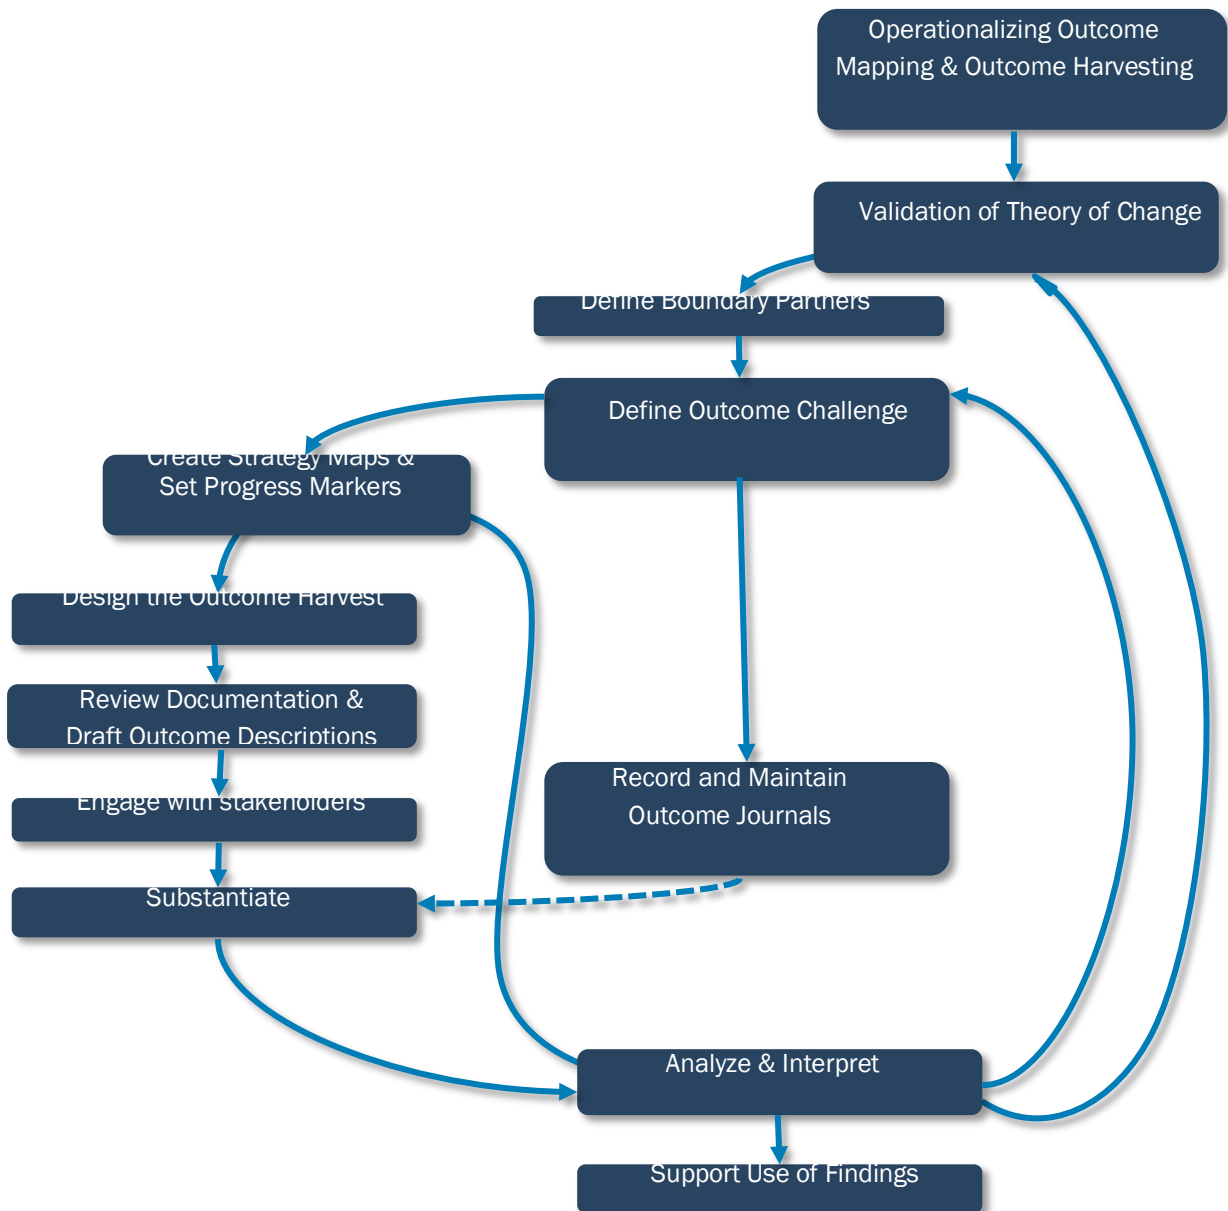 Operationalizing Outcome
Mapping & Outcome Harvesting
Validation of Theory of Change
Define Boundary Partners
Define Outcome Challenge
Create Strategy Maps &
Set Progress Markers
Design the Outcome Harvest
Review Documentation &
Draft Outcome Descriptions
Engage with stakeholders
Record and Maintain
Outcome Journals
Substantiate
Analyze & Interpret
Support Use of Findings